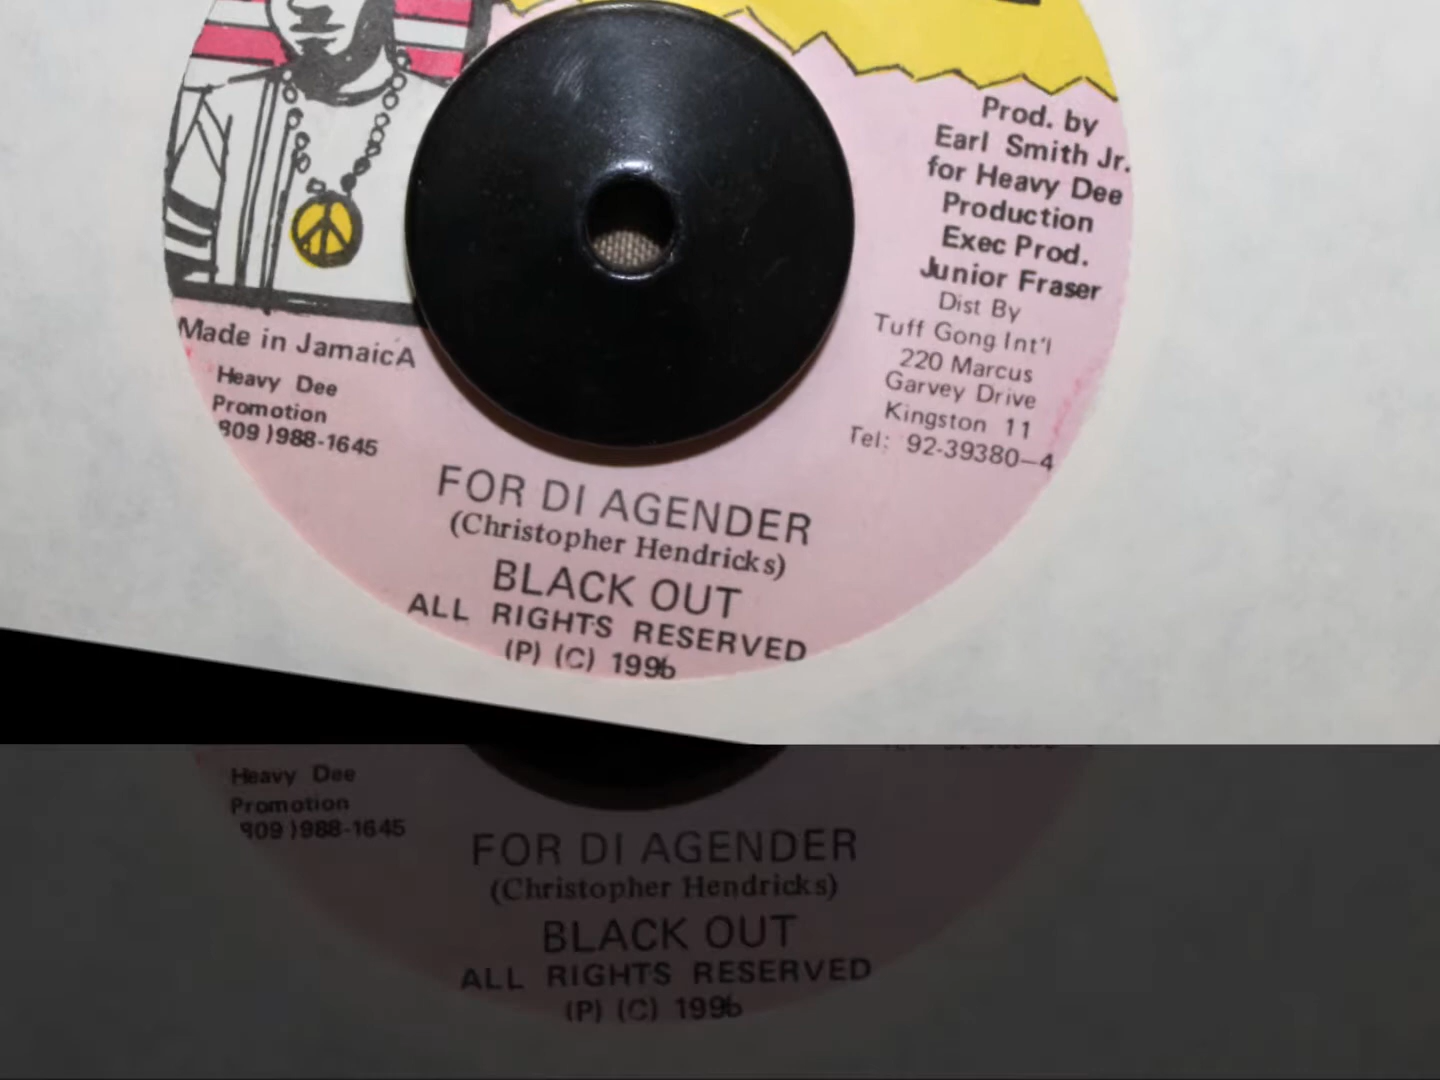 Prod. by
Earl Smith Jr.
for Heavy Dee
Production
Exec Prod.
Junior Fraser
Dist By
Tuff Gong Int'l
220 Marcus
Garvey Drive
Kingston 11
Tel: 92-39380-4
Made in JamaicA
Heavy Dee
Promotion
809 )988-1645
FOR DI AGENDER
(Christopher Hendricks)
BLACK OUT
ALL RIGHTS RESERVED
(P) (C) 1996
Heavy Dee
Promotion
809 )988-1645
FOR DI AGENDER
(Christopher Hendricks)
BLACK OUT
ALL RIGHTS RESERVED
(P) (C) 1996